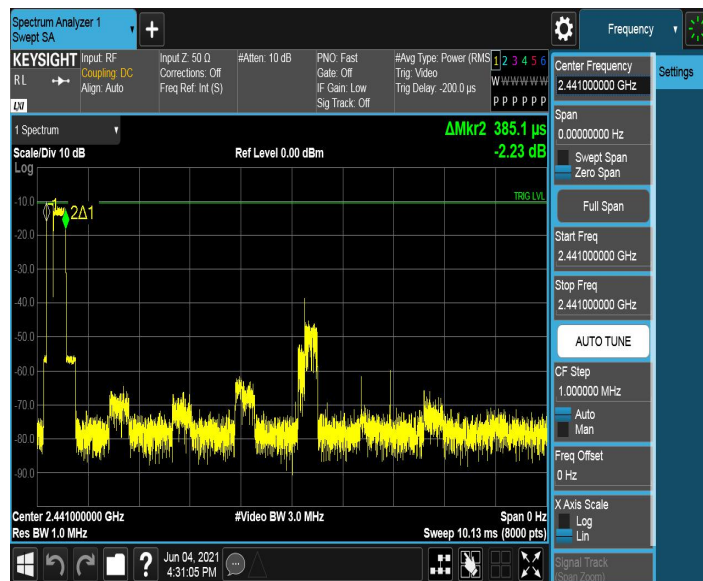 Spectrum Analyzer 1
Swept SA
Frequency
KEYSIGHT
RL
LXI
Input: RF
Coupling: DC
Align: Auto
Input Z: 50 Ω
Corrections: Off
Freq Ref: Int (S)
#Atten: 10 dB
PNO: Fast
Gate: Off
IF Gain: Low
Sig Track: Off
#Avg Type: Power (RMS
Trig: Video
Trig Delay: -200.0 µs
1 2 3 4 5 6
W W W W W W
P P P P P P
1 Spectrum
ΔMkr2 385.1 µs
-2.23 dB
Scale/Div 10 dB
Ref Level 0.00 dBm
Log
TRIG LVL
1
2Δ1
-10.0
-20.0
-30.0
-40.0
-50.0
-60.0
-70.0
-80.0
-90.0
Center 2.441000000 GHz
Res BW 1.0 MHz
#Video BW 3.0 MHz
Span 0 Hz
Sweep 10.13 ms (8000 pts)
Center Frequency
2.441000000 GHz
Settings
Span
0.00000000 Hz
Swept Span
Zero Span
Full Span
Start Freq
2.441000000 GHz
Stop Freq
2.441000000 GHz
AUTO TUNE
CF Step
1.000000 MHz
Auto
Man
Freq Offset
0 Hz
X Axis Scale
Log
Lin
Signal Track
(Span Zoom)
?
Jun 04, 2021
4:31:05 PM